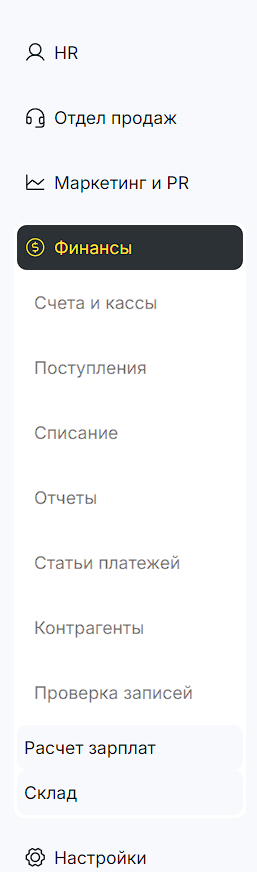 HR
Отдел продаж
Маркетинг и PR
Финансы
Счета и кассы
Поступления
Списание
Отчеты
Статьи платежей
Контрагенты
Проверка записей
Расчет зарплат
Склад
Настройки